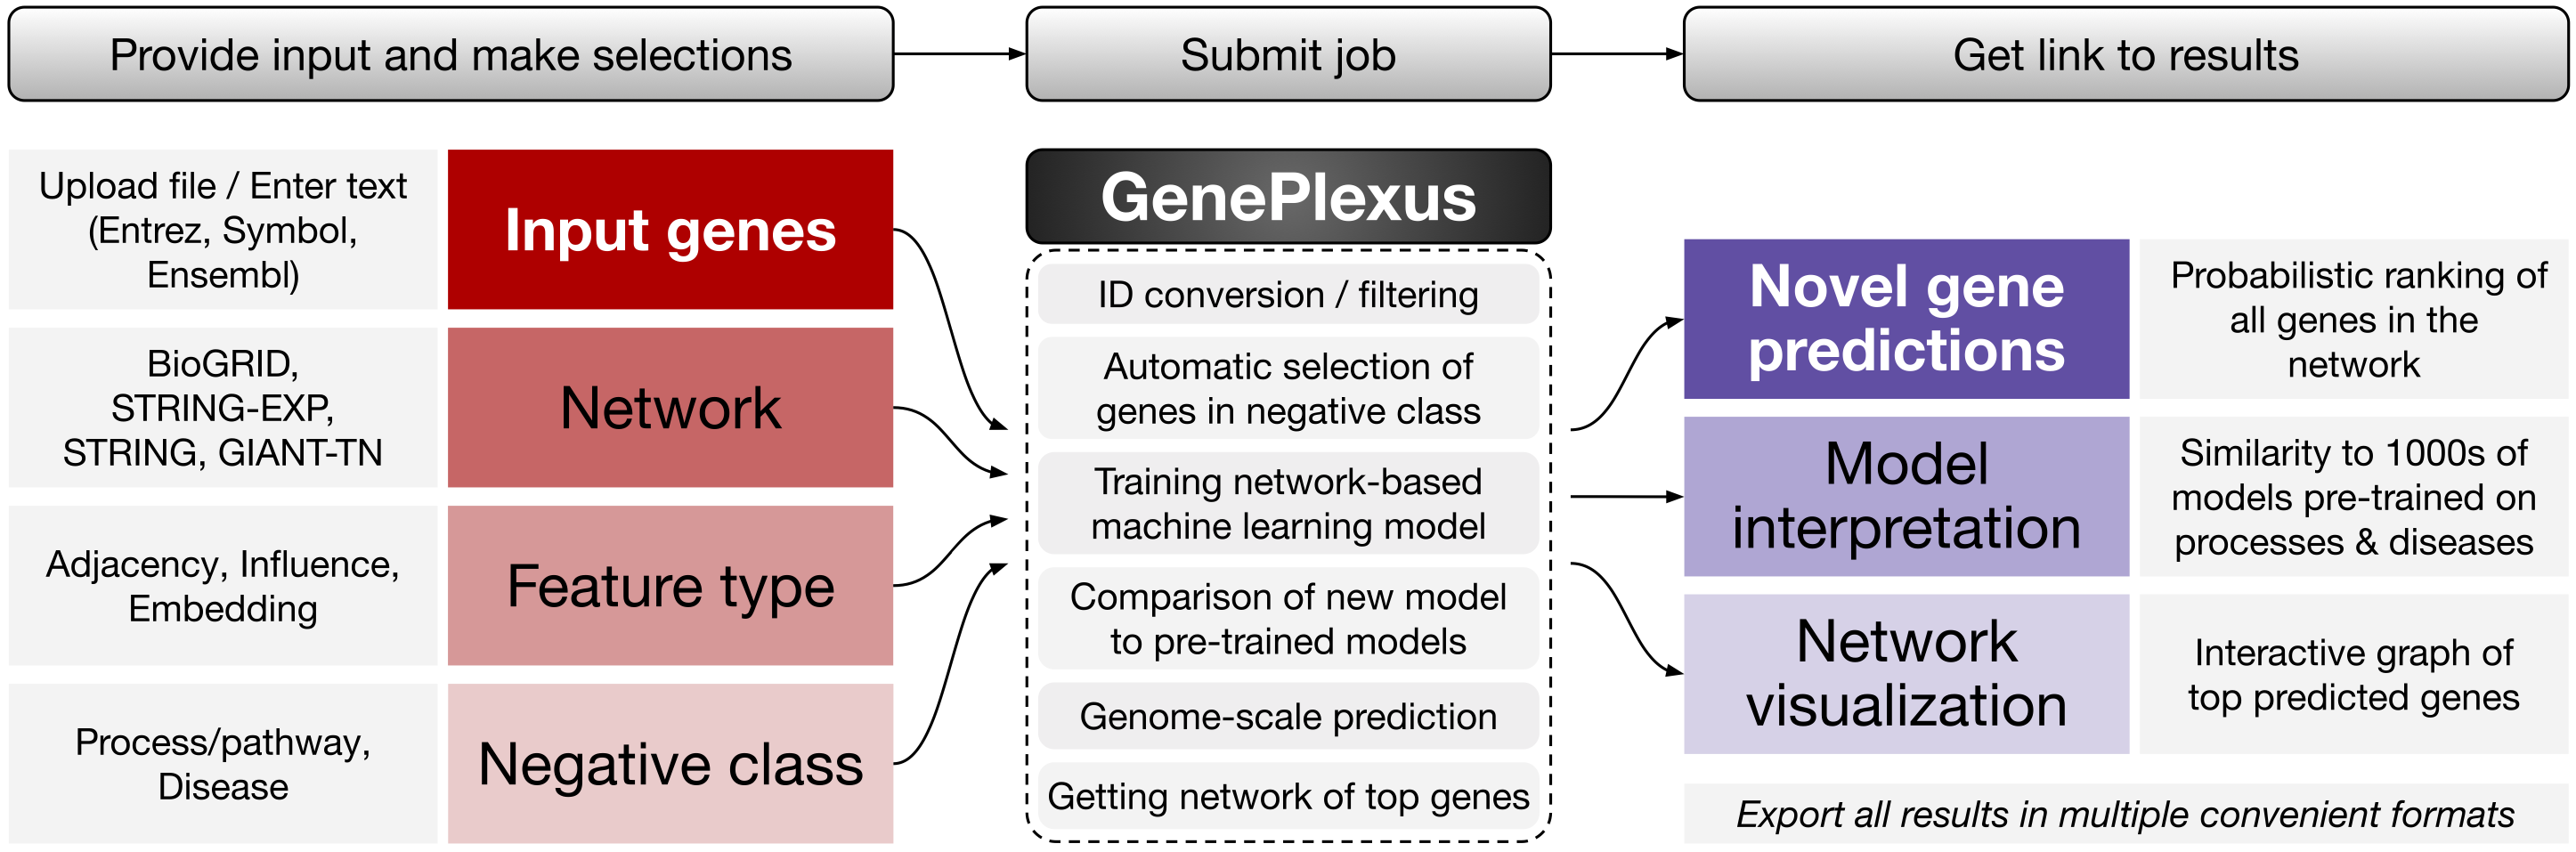 Provide input and make selections
Submit job
Get link to results
Upload file / Enter text
(Entrez, Symbol,
Ensembl)
Input genes
BioGRID,
STRING-EXP,
STRING, GIANT-TN
Network
Adjacency, Influence,
Embedding
Feature type
Process/pathway,
Disease
Negative class
GenePlexus
ID conversion / filtering
Automatic selection of
genes in negative class
Training network-based
machine learning model
Comparison of new model
to pre-trained models
Genome-scale prediction
Getting network of top genes
Novel gene
predictions
Probabilistic ranking of
all genes in the
network
Model
interpretation
Similarity to 1000s of
models pre-trained on
processes & diseases
Network
visualization
Interactive graph of
top predicted genes
Export all results in multiple convenient formats